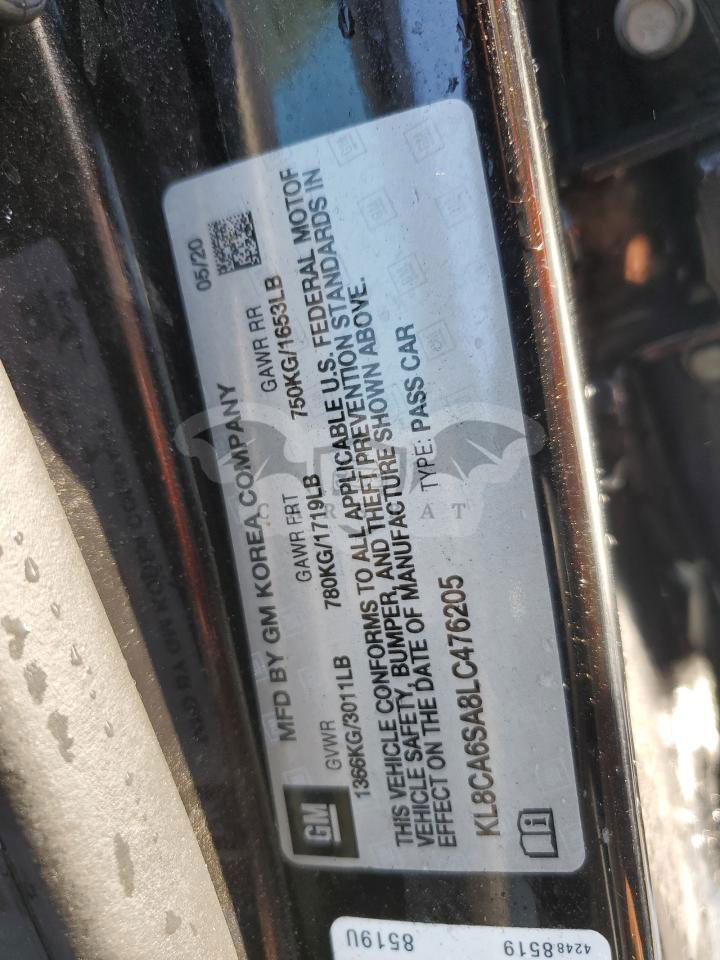 05/20
MFD BY GM KOREA COMPANY
GVWR GAWR FRT GAWR RR
1366KG/3011LB 780KG/1719LB 750KG/1653LB
THIS VEHICLE CONFORMS TO ALL APPLICABLE U.S. FEDERAL MOTOR
VEHICLE SAFETY, BUMPER, AND THEFT PREVENTION STANDARDS IN
EFFECT ON THE DATE OF MANUFACTURE SHOWN ABOVE.
TYPE: PASS CAR
KL8CA6SA8LC476205
GM
8519U
42488519